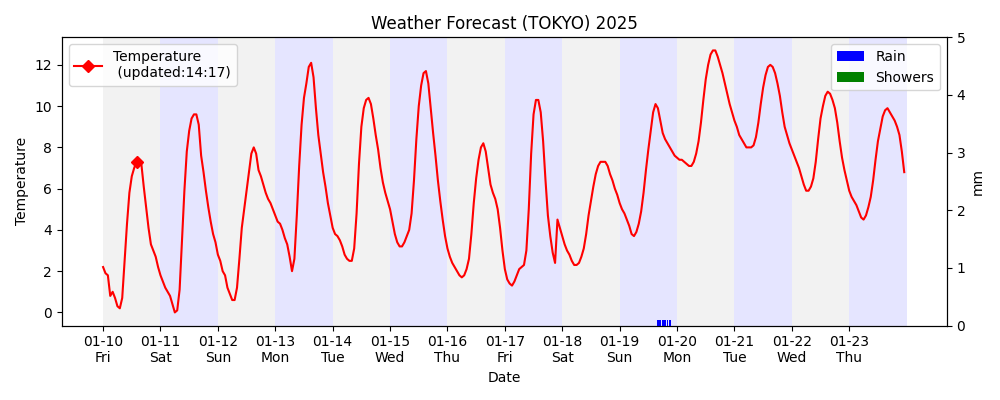 Weather Forecast (TOKYO) 2025
Temperature
(updated:14:17)
Rain
Showers
Temperature
12
10
8
6
4
2
0
5
4
3
2
1
0
mm
01-10 01-11 01-12 01-13 01-14 01-15 01-16 01-17 01-18 01-19 01-20 01-21 01-22 01-23
Fri Sat Sun Mon Tue Wed Thu Fri Sat Sun Mon Tue Wed Thu
Date